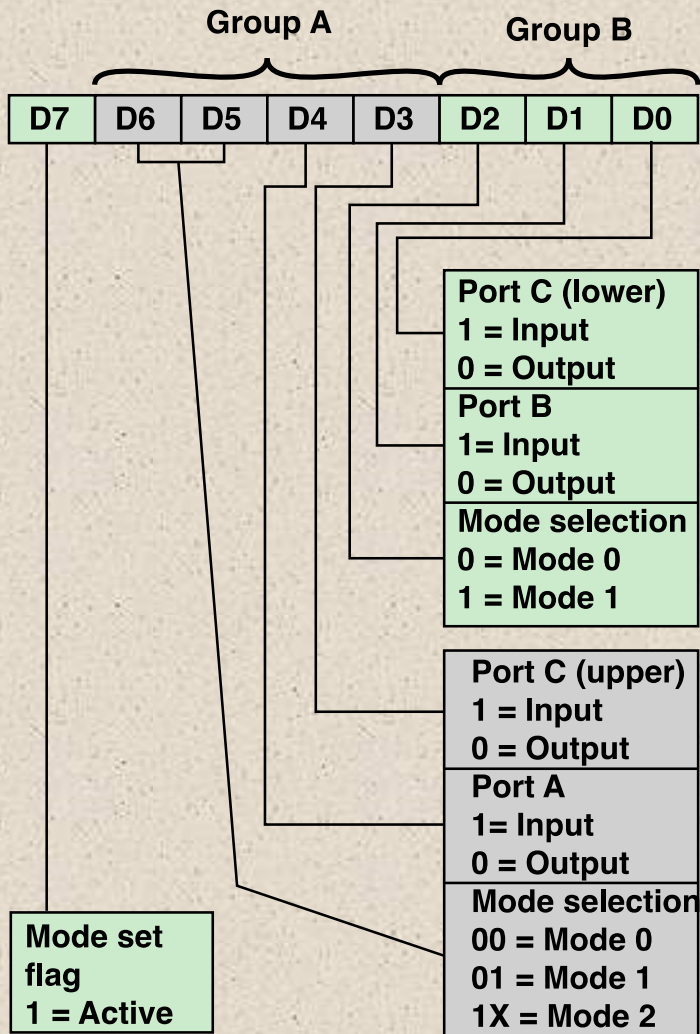 Group A
Group B
D7 D6 D5 D4 D3 D2 D1 D0
Port C (lower)
1 = Input
0 = Output
Port B
1= Input
0 = Output
Mode selection
0 = Mode 0
1 = Mode 1
Port C (upper)
1 = Input
0 = Output
Port A
1= Input
0 = Output
Mode selection
00 = Mode 0
01 = Mode 1
1X = Mode 2
Mode set
flag
1 = Active